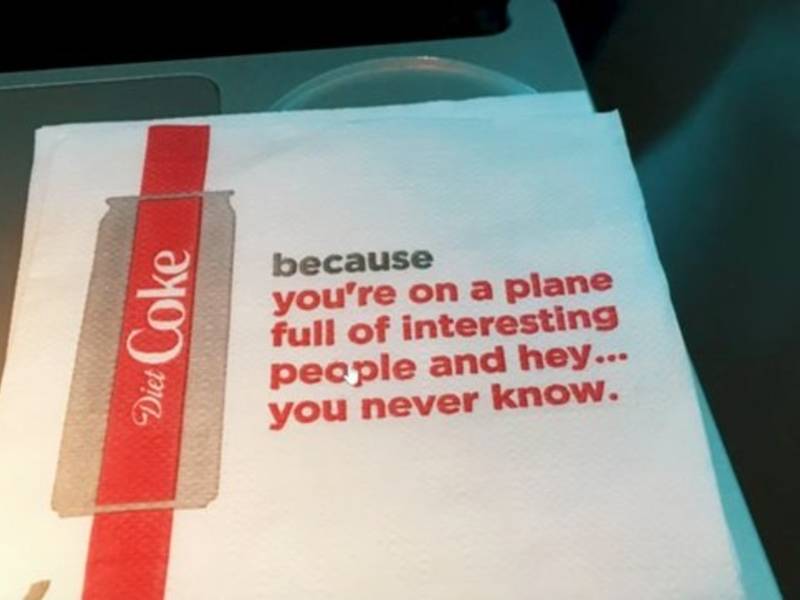 Diet Coke
because
you're on a plane
full of interesting
people and hey...
you never know.